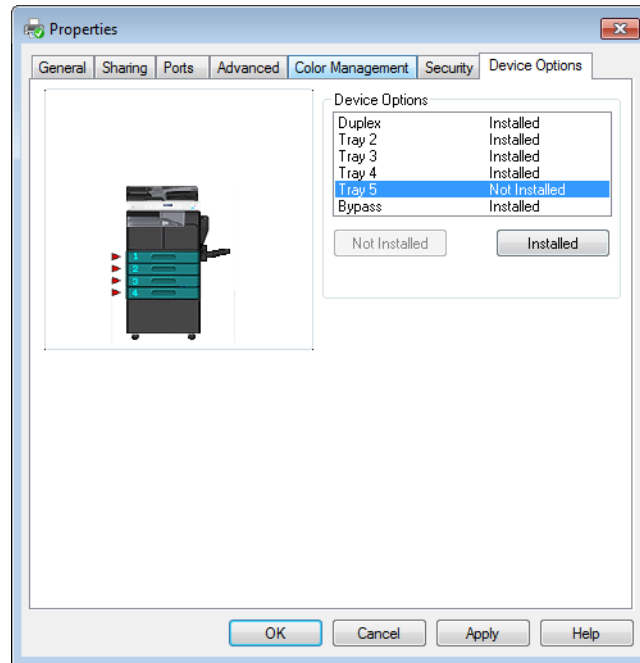 Properties
General Sharing Ports Advanced Color Management Security Device Options
Device Options
Duplex Installed
Tray 2 Installed
Tray 3 Installed
Tray 4 Installed
Tray 5 Not Installed
Bypass Installed
Not Installed Installed
1
2
3
4
OK Cancel Apply Help